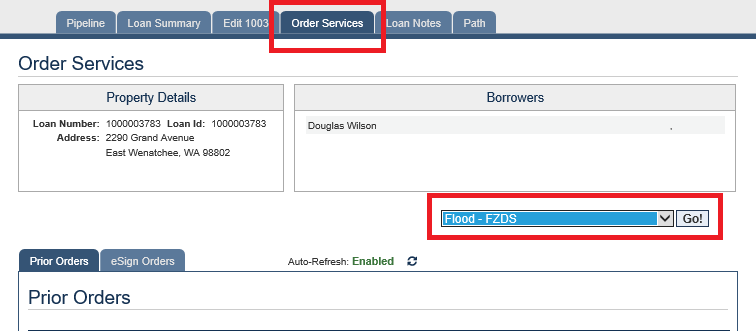 Pipeline Loan Summary Edit 1003 Order Services Loan Notes Path
Order Services
Property Details
Loan Number: 1000003783 Loan Id: 1000003783
Address: 2290 Grand Avenue
East Wenatchee, WA 98802
Borrowers
Douglas Wilson ,
Flood - FZDS Go!
Prior Orders eSign Orders Auto-Refresh: Enabled
Prior Orders